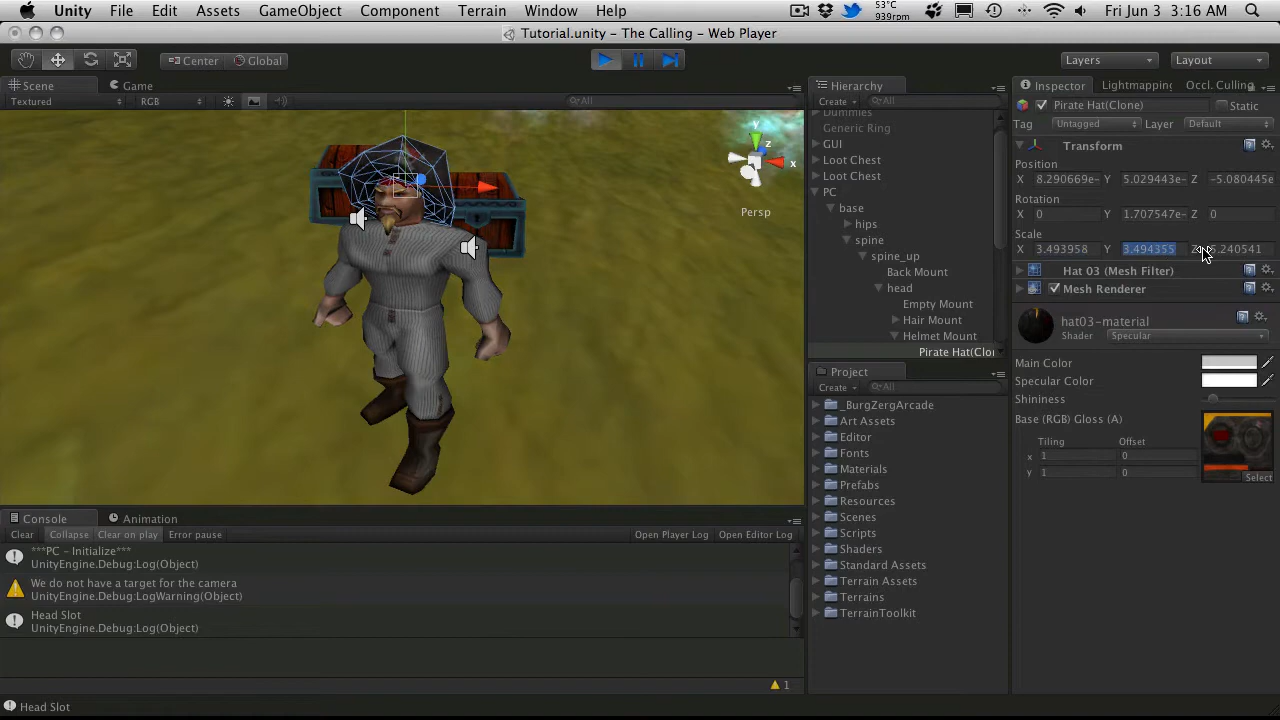 Unity File Edit Assets GameObject Component Terrain Window Help 53°C 939rpm Fri Jun 3 3:16 AM
Tutorial.unity - The Calling - Web Player
Center Global Layers Layout
Scene Game
Textured RGB All
y
z
x
Persp
Hierarchy
Create All
Dummies
Generic Ring
GUI
Loot Chest
Loot Chest
PC
base
hips
spine
spine_up
Back Mount
head
Empty Mount
Hair Mount
Helmet Mount
Pirate Hat(Clo
Project
Create All
_BurgZergArcade
Art Assets
Editor
Fonts
Materials
Prefabs
Resources
Scenes
Scripts
Shaders
Standard Assets
Terrain Assets
Terrains
TerrainToolkit
Inspector Lightmapping Occl. Culling
Pirate Hat(Clone) Static
Tag Untagged Layer Default
Transform
Position
X 8.290669e- Y 5.029443e- Z -5.080445e
Rotation
X 0 Y 1.707547e- Z 0
Scale
X 3.493958 Y 3.494355 Z 5.240541
Hat 03 (Mesh Filter)
Mesh Renderer
hat03-material
Shader Specular
Main Color
Specular Color
Shininess
Base (RGB) Gloss (A)
Tiling Offset
x 1 0
y 1 0
Select
Console Animation
Clear Collapse Clear on play Error pause Open Player Log Open Editor Log
***PC - Initialize***
UnityEngine.Debug:Log(Object)
We do not have a target for the camera
UnityEngine.Debug:LogWarning(Object)
Head Slot
UnityEngine.Debug:Log(Object)
1
Head Slot